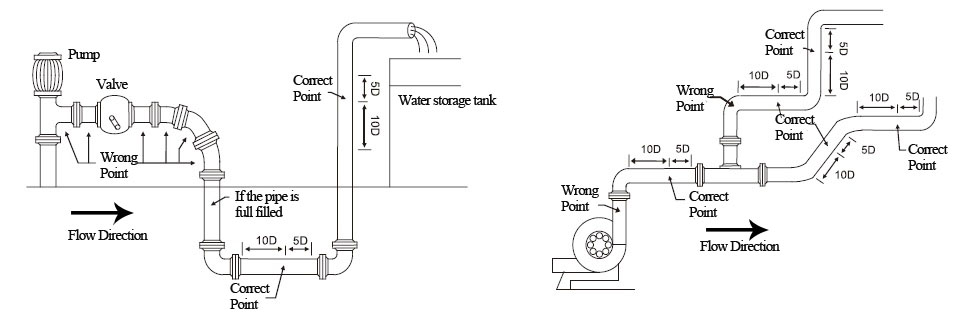 Pump
Valve
Wrong
Point
Correct
Point
5D
10D
Water storage tank
If the pipe is
full filled
Flow Direction
10D
5D
Correct
Point
Correct
Point
5D
10D
10D
5D
Wrong
Point
Correct
Point
10D
5D
Correct
Point
5D
10D
10D
5D
Wrong
Point
Correct
Point
Flow Direction